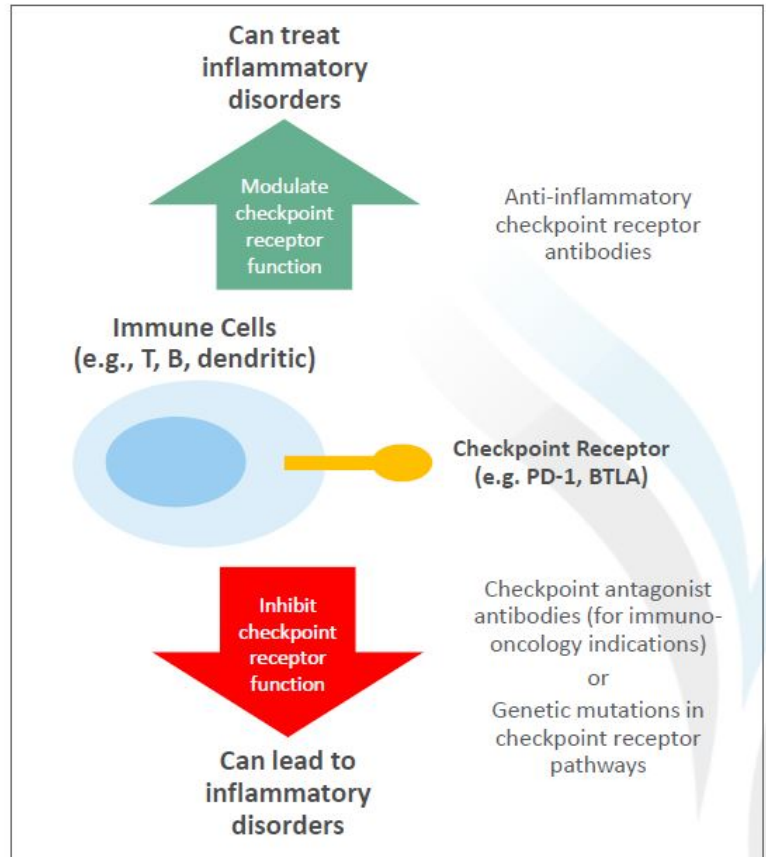 Can treat
inflammatory
disorders
Modulate
checkpoint
receptor
function
Anti-inflammatory
checkpoint receptor
antibodies
Immune Cells
(e.g., T, B, dendritic)
Checkpoint Receptor
(e.g. PD-1, BTLA)
Inhibit
checkpoint
receptor
function
Checkpoint antagonist
antibodies (for immuno-
oncology indications)
or
Genetic mutations in
checkpoint receptor
pathways
Can lead to
inflammatory
disorders